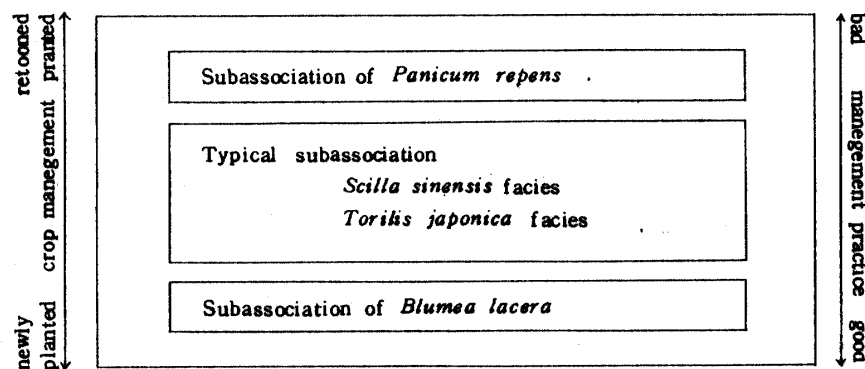 retooned
pranted
crop manegement
newly
planted
Subassociation of Panicum repens
Typical subassociation
Scilla sinensis facies
Torilis japonica facies
Subassociation of Blumea lacera
bad
manegement practice
good